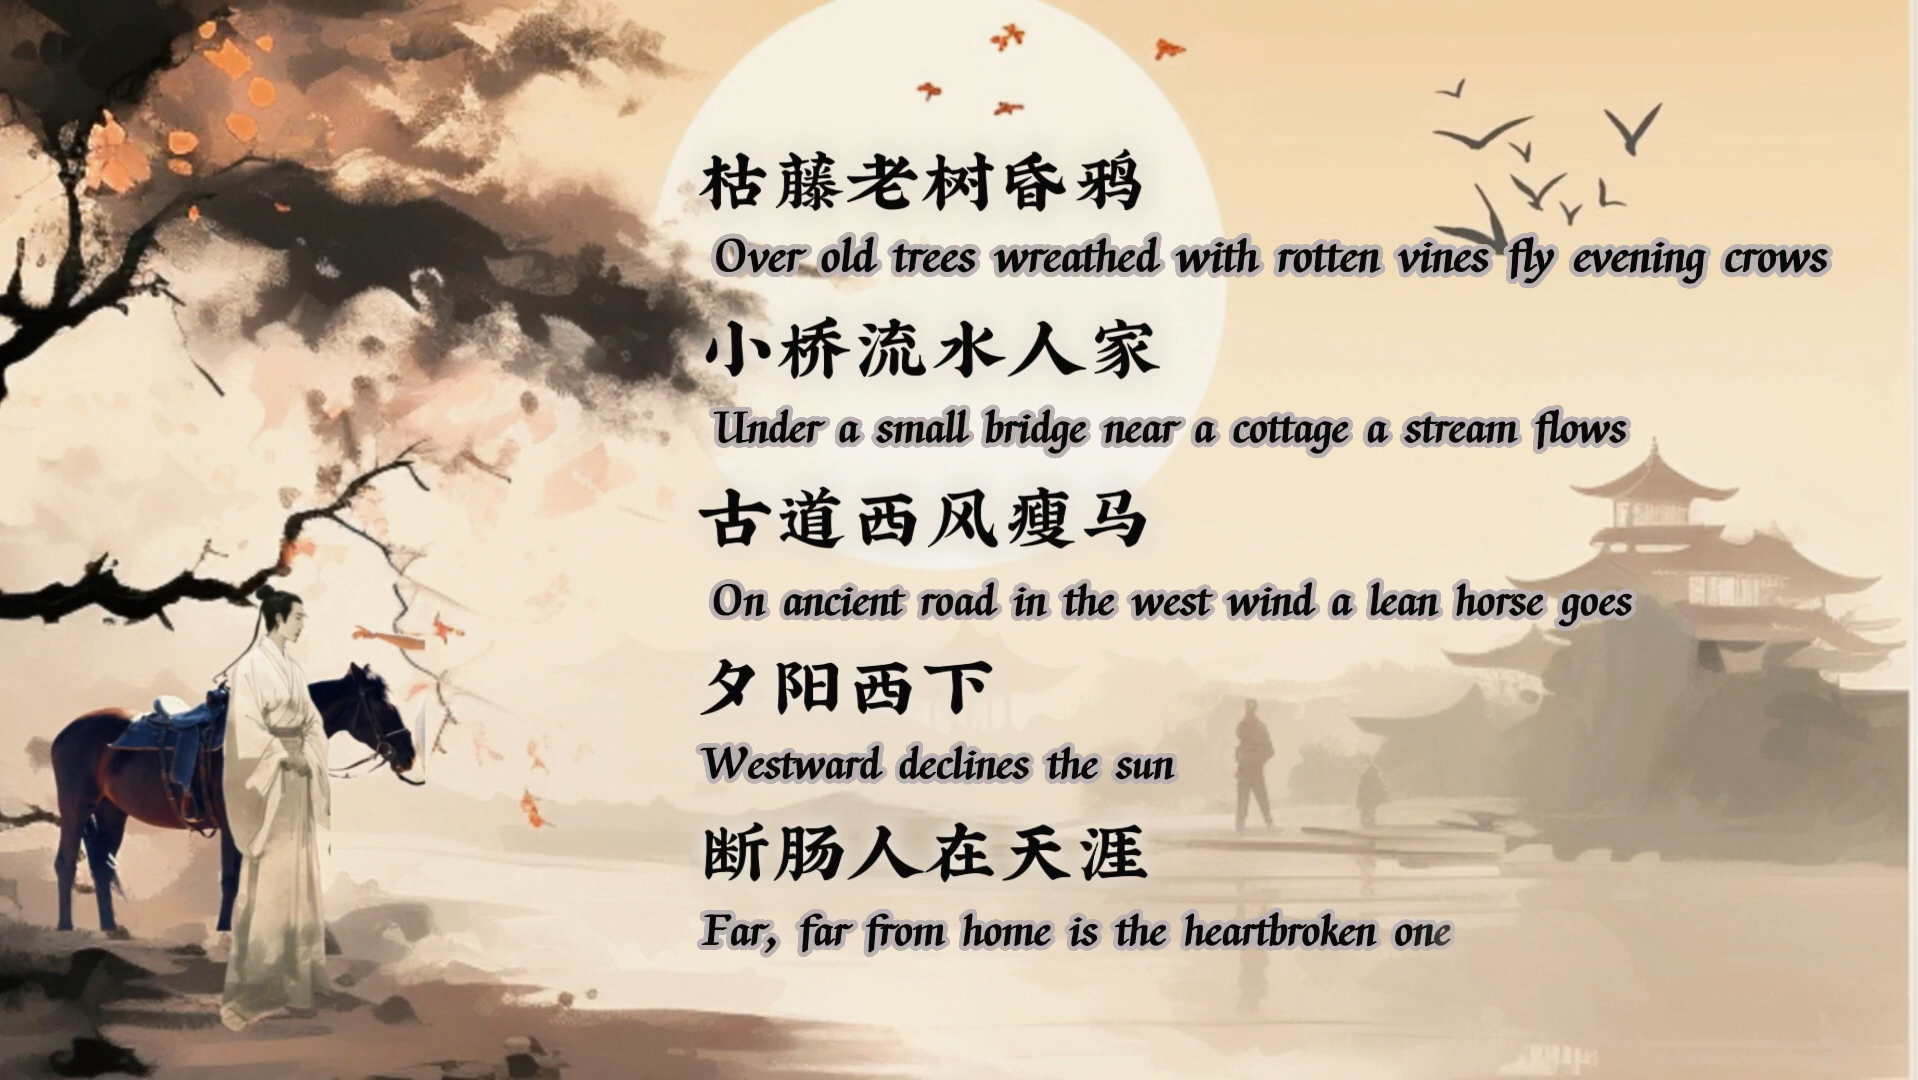 枯藤老树昏鸦
Over old trees wreathed with rotten vines fly evening crows
小桥流水人家
Under a small bridge near a cottage a stream flows
古道西风瘦马
On ancient road in the west wind a lean horse goes
夕阳西下
Westward declines the sun
断肠人在天涯
Far, far from home is the heartbroken one